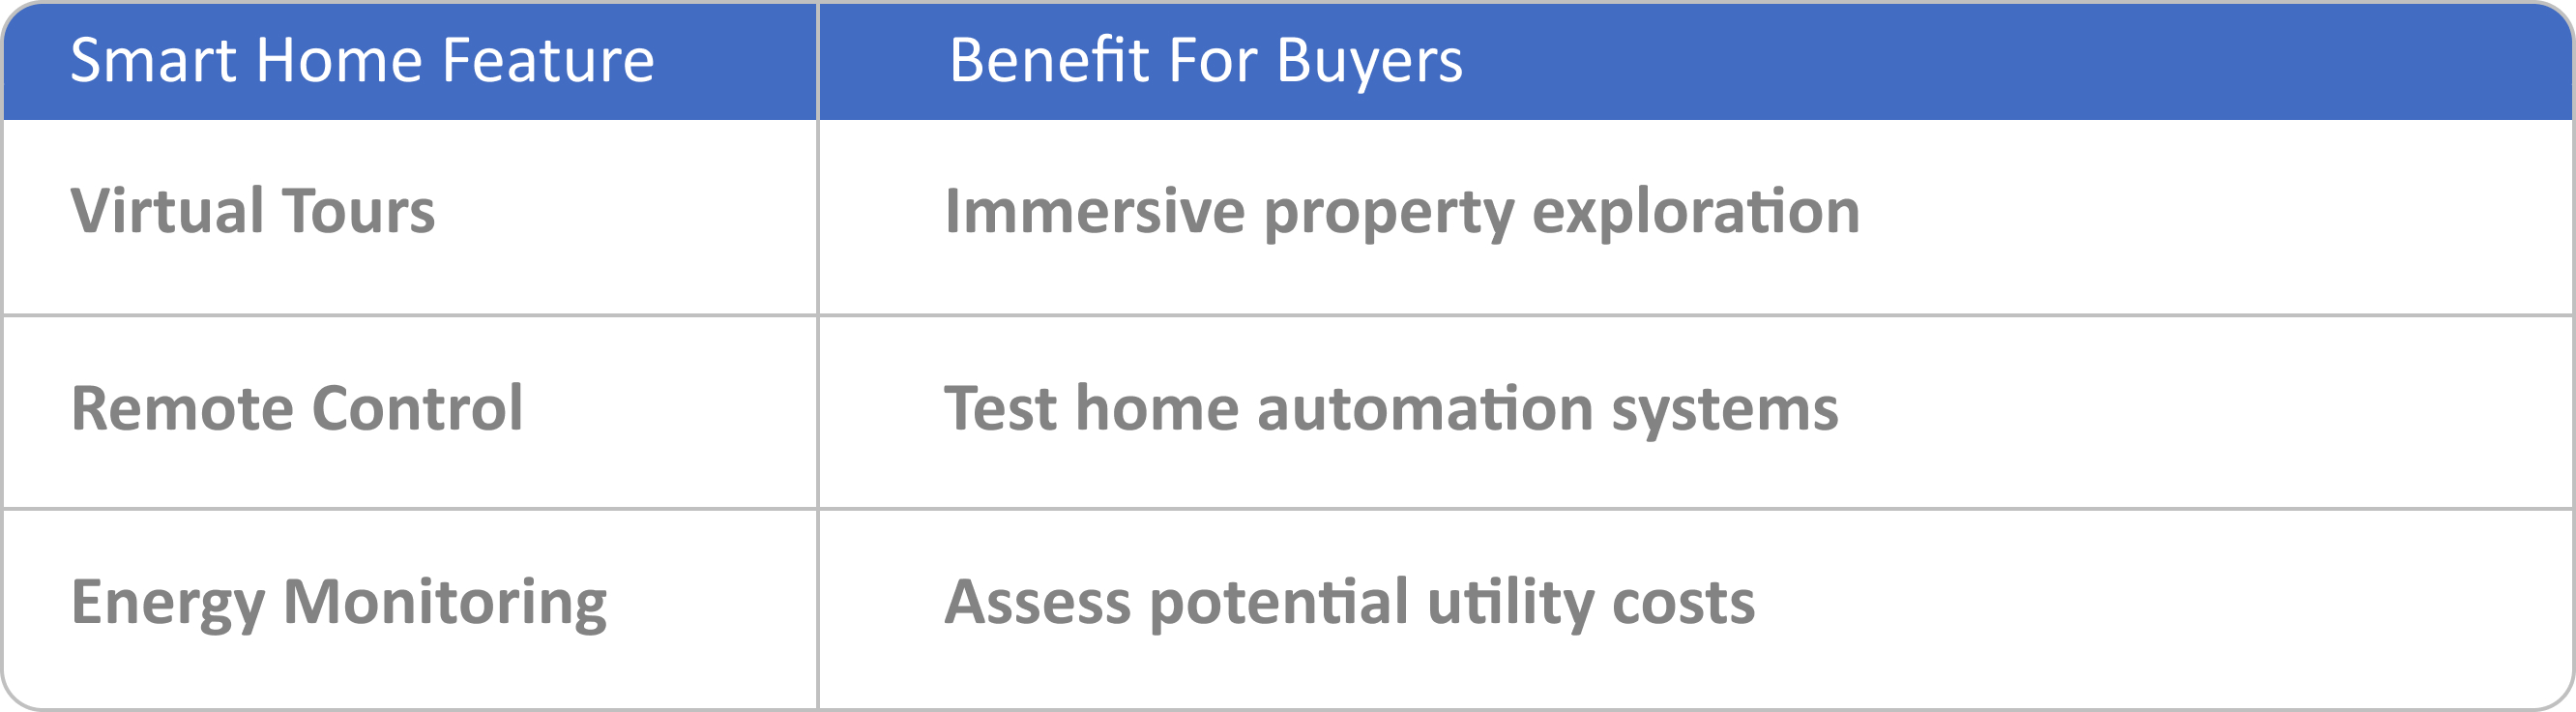 Smart Home Feature
Benefit For Buyers
Virtual Tours
Immersive property exploration
Remote Control
Test home automation systems
Energy Monitoring
Assess potential utility costs